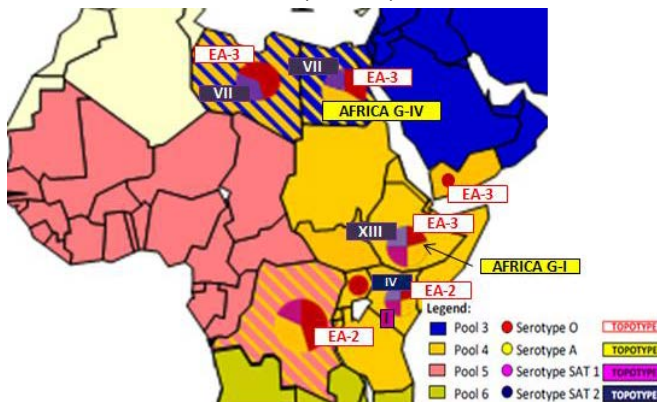 EA-3
VII
EA-3
VII
AFRICA G-IV
EA-3
EA-3
XIII
AFRICA G-I
IV
EA-2
I
EA-2
Legend:
Pool 3 Serotype O TOPOTYPE
Pool 4 Serotype A TOPOTYPE
Pool 5 Serotype SAT 1 TOPOTYPE
Pool 6 Serotype SAT 2 TOPOTYPE